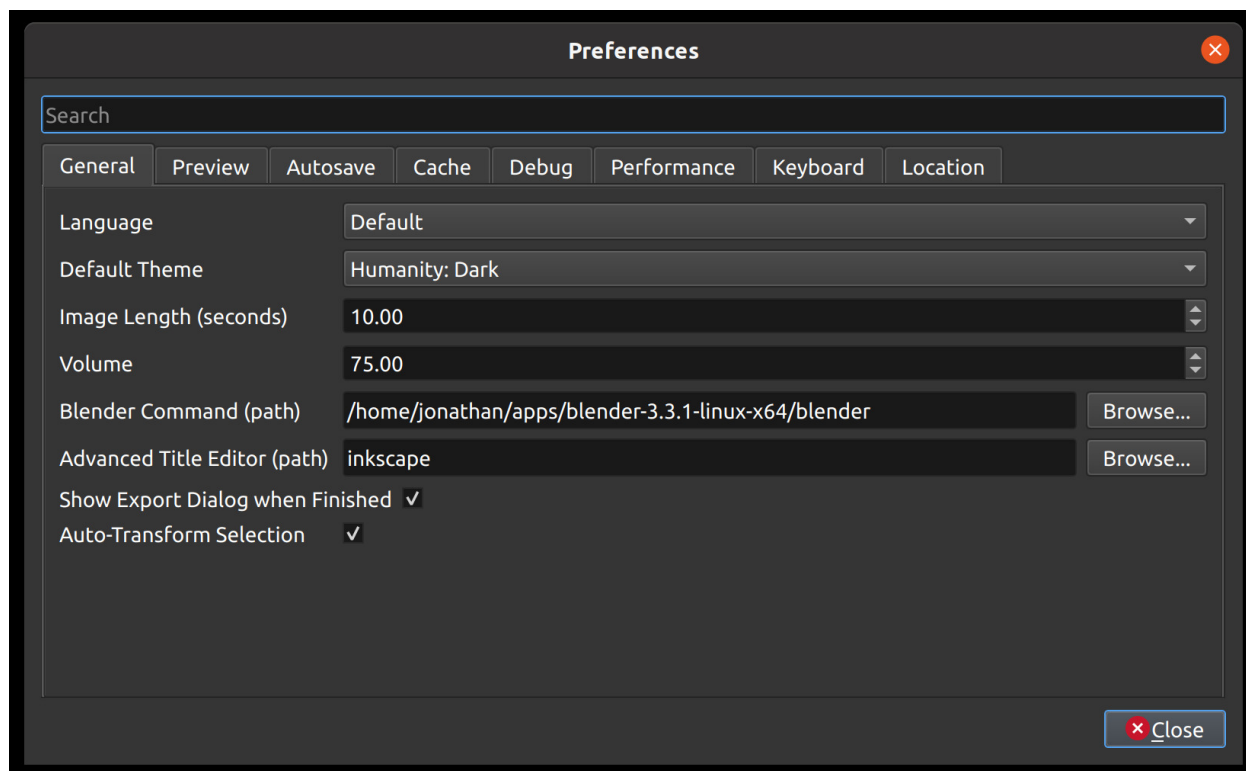 Preferences
Search
General Preview Autosave Cache Debug Performance Keyboard Location
Language Default
Default Theme Humanity: Dark
Image Length (seconds) 10.00
Volume 75.00
Blender Command (path) /home/jonathan/apps/blender-3.3.1-linux-x64/blender Browse...
Advanced Title Editor (path) inkscape Browse...
Show Export Dialog when Finished
Auto-Transform Selection
Close